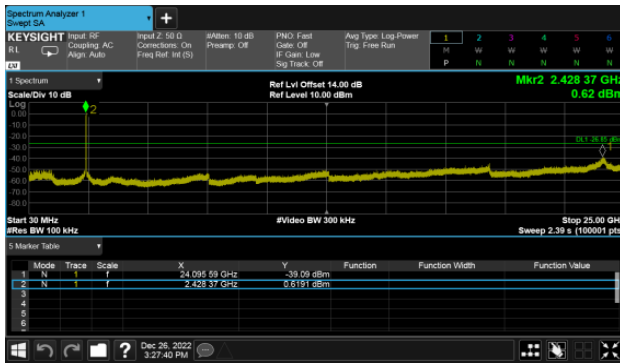 Spectrum Analyzer 1
Swept SA
+
KEYSIGHT Input: RF Input Z: 50 Ω #Atten: 10 dB PNO: Fast Avg Type: Log-Power 1 2 3 4 5 6
RL Coupling: AC Corrections: On Preamp: Off Gate: Off Trig: Free Run M W W W W W
Align: Auto Freq Ref: Int (S) IF Gain: Low P N N N N N
Sig Track: Off
LXI
1 Spectrum Ref Lvl Offset 14.00 dB Mkr2 2.428 37 GHz
Scale/Div 10 dB Ref Level 10.00 dBm 0.62 dBm
Log
0.00
-10.0
-20.0
-30.0
-40.0
-50.0
-60.0
-70.0
-80.0
2
1
Start 30 MHz #Video BW 300 kHz Stop 25.00 GHz
#Res BW 100 kHz Sweep 2.39 s (100001 pts)
5 Marker Table
Mode Trace Scale X Y Function Function Width Function Value
1 N 1 f 24.095 59 GHz -39.09 dBm
2 N 1 f 2.428 37 GHz 0.6191 dBm
3
4
5
6
? Dec 26, 2022
3:27:40 PM